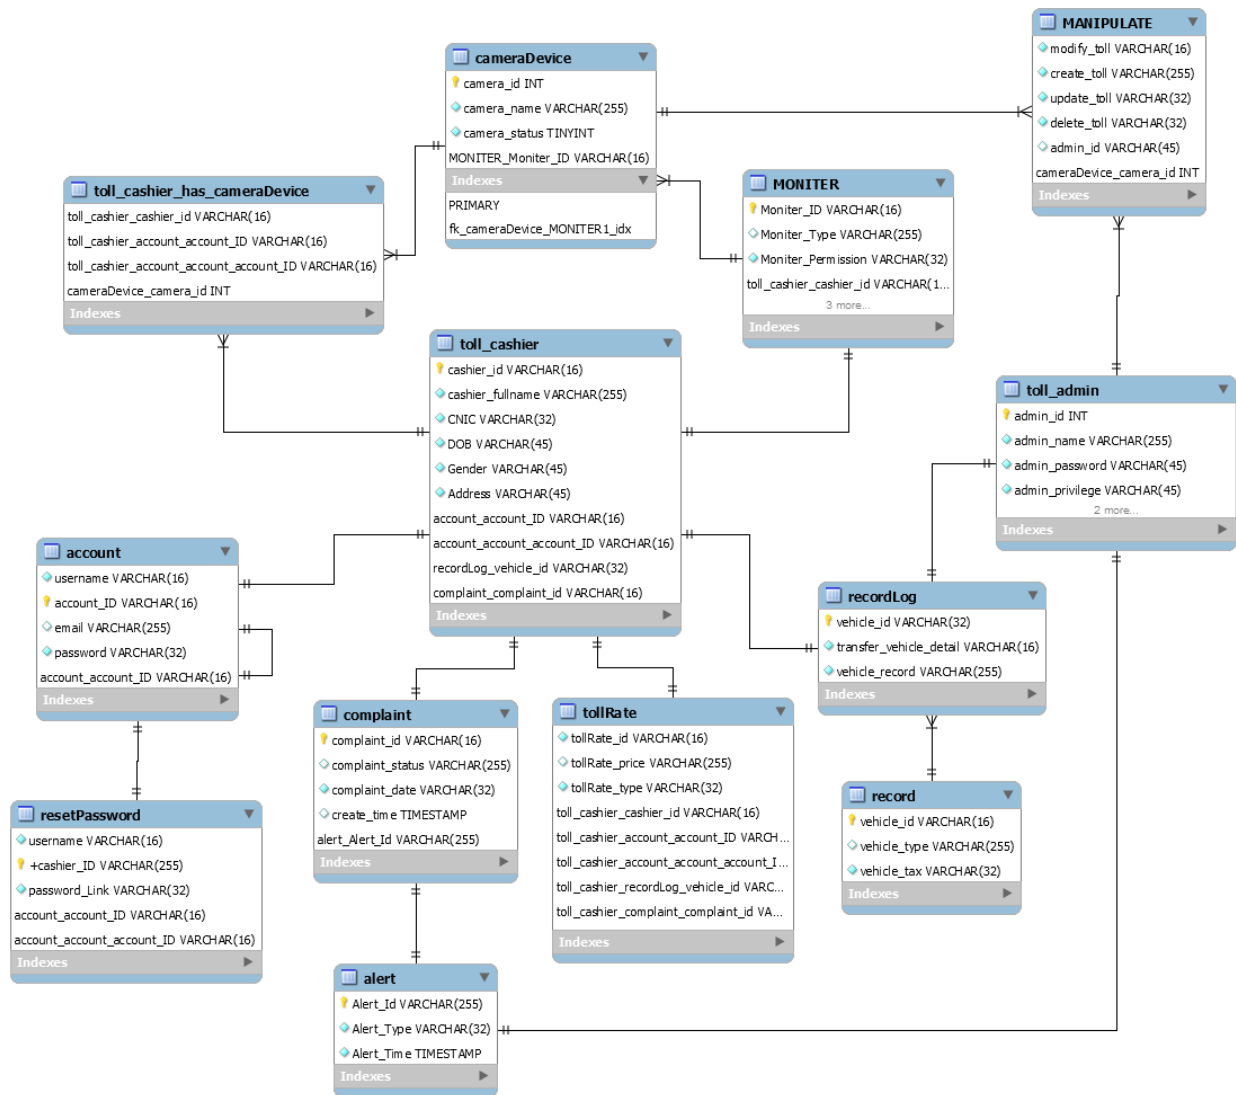 MANIPULATE
modify_toll VARCHAR(16)
create_toll VARCHAR(255)
update_toll VARCHAR(32)
delete_toll VARCHAR(32)
admin_id VARCHAR(45)
cameraDevice_camera_id INT
Indexes
cameraDevice
camera_id INT
camera_name VARCHAR(255)
camera_status TINYINT
MONITER_Moniter_ID VARCHAR(16)
Indexes
PRIMARY
fk_cameraDevice_MONITER1_idx
toll_cashier_has_cameraDevice
toll_cashier_cashier_id VARCHAR(16)
toll_cashier_account_account_ID VARCHAR(16)
toll_cashier_account_account_account_ID VARCHAR(16)
cameraDevice_camera_id INT
Indexes
MONITER
Moniter_ID VARCHAR(16)
Moniter_Type VARCHAR(255)
Moniter_Permission VARCHAR(32)
toll_cashier_cashier_id VARCHAR(1...
3 more...
Indexes
toll_cashier
cashier_id VARCHAR(16)
cashier_fullname VARCHAR(255)
CNIC VARCHAR(32)
DOB VARCHAR(45)
Gender VARCHAR(45)
Address VARCHAR(45)
account_account_ID VARCHAR(16)
account_account_account_ID VARCHAR(16)
recordLog_vehicle_id VARCHAR(32)
complaint_complaint_id VARCHAR(16)
Indexes
toll_admin
admin_id INT
admin_name VARCHAR(255)
admin_password VARCHAR(45)
admin_privilege VARCHAR(45)
2 more...
Indexes
account
username VARCHAR(16)
account_ID VARCHAR(16)
email VARCHAR(255)
password VARCHAR(32)
account_account_ID VARCHAR(16)
Indexes
recordLog
vehicle_id VARCHAR(32)
transfer_vehicle_detail VARCHAR(16)
vehicle_record VARCHAR(255)
Indexes
complaint
complaint_id VARCHAR(16)
complaint_status VARCHAR(255)
complaint_date VARCHAR(32)
create_time TIMESTAMP
alert_Alert_Id VARCHAR(255)
Indexes
tollRate
tollRate_id VARCHAR(16)
tollRate_price VARCHAR(255)
tollRate_type VARCHAR(32)
toll_cashier_cashier_id VARCHAR(16)
toll_cashier_account_account_ID VARCH...
toll_cashier_account_account_account_I...
toll_cashier_recordLog_vehicle_id VARC...
toll_cashier_complaint_complaint_id VA...
Indexes
record
vehicle_id VARCHAR(16)
vehicle_type VARCHAR(255)
vehicle_tax VARCHAR(32)
Indexes
resetPassword
username VARCHAR(16)
+cashier_ID VARCHAR(255)
password_Link VARCHAR(32)
account_account_ID VARCHAR(16)
account_account_account_ID VARCHAR(16)
Indexes
alert
Alert_Id VARCHAR(255)
Alert_Type VARCHAR(32)
Alert_Time TIMESTAMP
Indexes